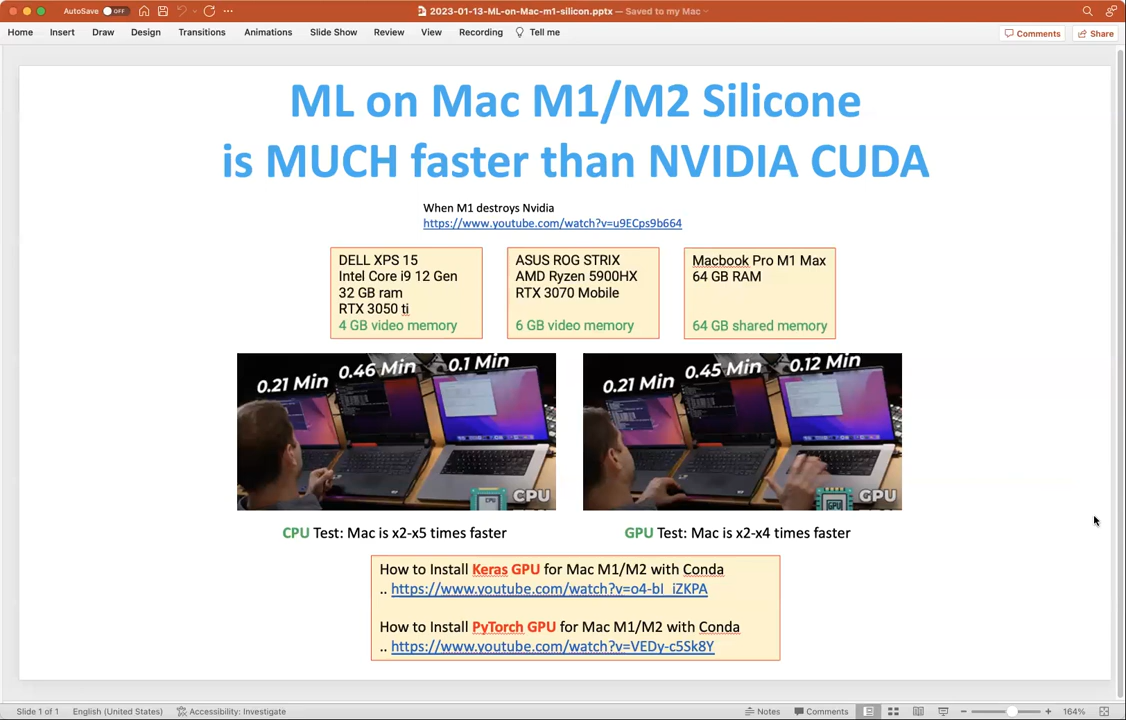 AutoSave OFF 2023-01-13-ML-on-Mac-m1-silicon.pptx — Saved to my Mac
Home Insert Draw Design Transitions Animations Slide Show Review View Recording Tell me Comments Share
ML on Mac M1/M2 Silicone
is MUCH faster than NVIDIA CUDA
When M1 destroys Nvidia
https://www.youtube.com/watch?v=u9ECps9b664
DELL XPS 15
Intel Core i9 12 Gen
32 GB ram
RTX 3050 ti
4 GB video memory
ASUS ROG STRIX
AMD Ryzen 5900HX
RTX 3070 Mobile
6 GB video memory
Macbook Pro M1 Max
64 GB RAM
64 GB shared memory
0.21 Min 0.46 Min 0.1 Min
CPU CPU
0.21 Min 0.45 Min 0.12 Min
GPU GPU
CPU Test: Mac is x2-x5 times faster
GPU Test: Mac is x2-x4 times faster
How to Install Keras GPU for Mac M1/M2 with Conda
.. https://www.youtube.com/watch?v=o4-bI_iZKPA
How to Install PyTorch GPU for Mac M1/M2 with Conda
.. https://www.youtube.com/watch?v=VEDy-c5Sk8Y
Slide 1 of 1 English (United States) Accessibility: Investigate Notes Comments 164%